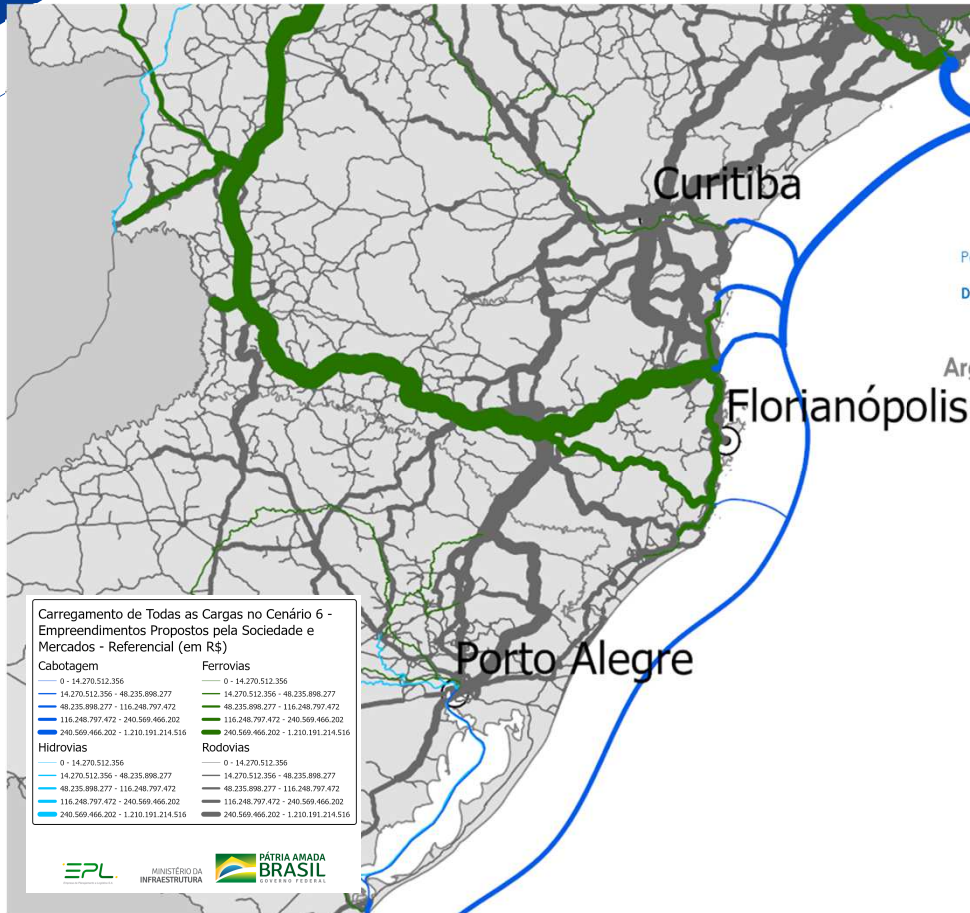 Curitiba
P
D
Arg
Florianópolis
Porto Alegre
Carregamento de Todas as Cargas no Cenário 6 -
Empreendimentos Propostos pela Sociedade e
Mercados - Referencial (em R$)
Cabotagem
0 - 14.270.512.356
14.270.512.356 - 48.235.898.277
48.235.898.277 - 116.248.797.472
116.248.797.472 - 240.569.466.202
240.569.466.202 - 1.210.191.214.516
Ferrovias
0 - 14.270.512.356
14.270.512.356 - 48.235.898.277
48.235.898.277 - 116.248.797.472
116.248.797.472 - 240.569.466.202
240.569.466.202 - 1.210.191.214.516
Hidrovias
0 - 14.270.512.356
14.270.512.356 - 48.235.898.277
48.235.898.277 - 116.248.797.472
116.248.797.472 - 240.569.466.202
240.569.466.202 - 1.210.191.214.516
Rodovias
0 - 14.270.512.356
14.270.512.356 - 48.235.898.277
48.235.898.277 - 116.248.797.472
116.248.797.472 - 240.569.466.202
240.569.466.202 - 1.210.191.214.516
EPL
MINISTÉRIO DA
INFRAESTRUTURA
PÁTRIA AMADA
BRASIL
GOVERNO FEDERAL